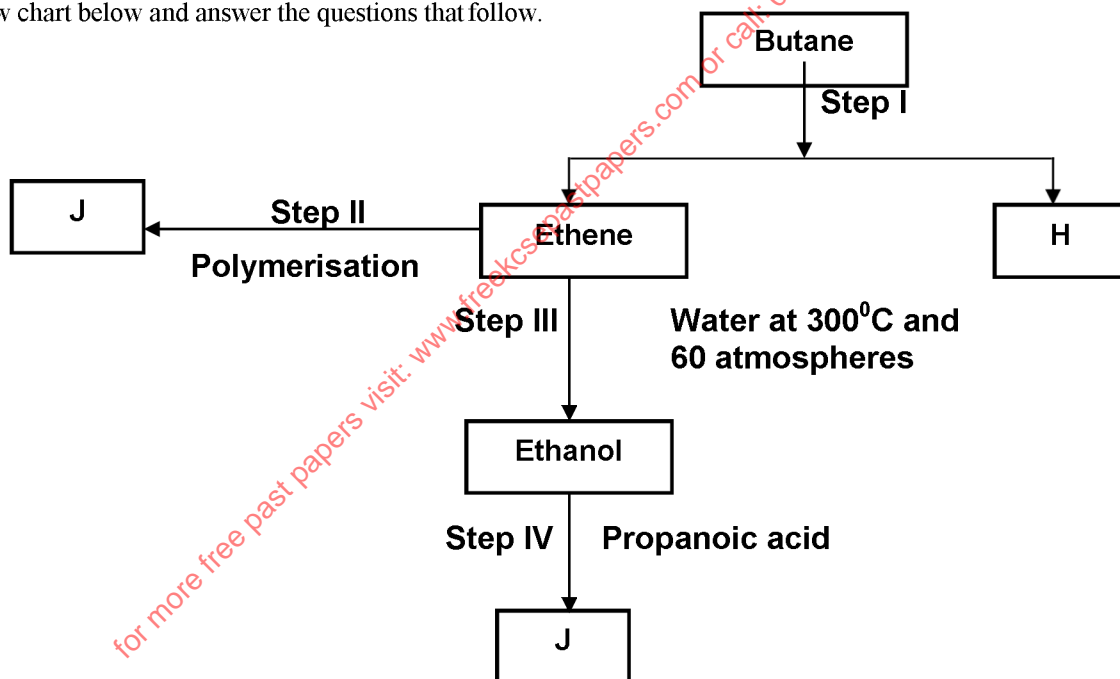 w chart below and answer the questions that follow.
Butane
Step I
J
Step II
Ethene
H
Polymerisation
Step III
Water at 300⁰C and
60 atmospheres
Ethanol
Step IV
Propanoic acid
J
for more free past papers visit: www.freekcsepastpapers.com or call: